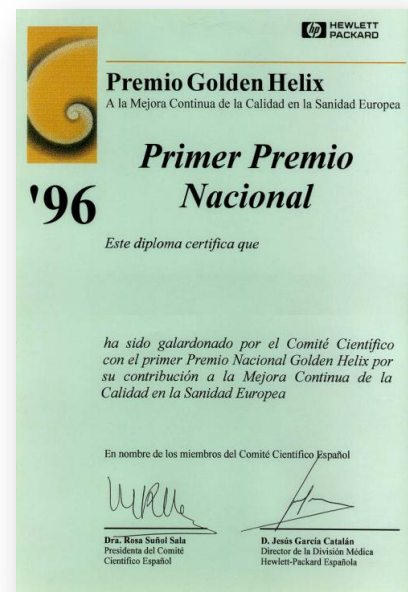 hp HEWLETT
PACKARD
Premio Golden Helix
A la Mejora Continua de la Calidad en la Sanidad Europea
'96
Primer Premio
Nacional
Este diploma certifica que
ha sido galardonado por el Comité Científico
con el primer Premio Nacional Golden Helix por
su contribución a la Mejora Continua de la
Calidad en la Sanidad Europea
En nombre de los miembros del Comité Científico Español
Dra. Rosa Suñol Sala
Presidenta del Comité
Científico Español
D. Jesús García Catalán
Director de la División Médica
Hewlett-Packard Española